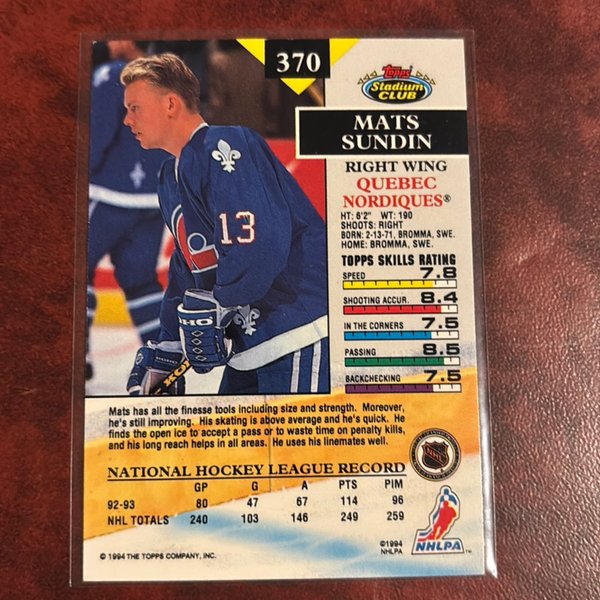 370
Topps
Stadium
CLUB
MATS
SUNDIN
RIGHT WING
QUEBEC
NORDIQUES®
HT: 6'2" WT: 190
SHOOTS: RIGHT
BORN: 2-13-71, BROMMA, SWE.
HOME: BROMMA, SWE.
TOPPS SKILLS RATING
SPEED 7.8
SHOOTING ACCUR. 8.4
IN THE CORNERS 7.5
PASSING 8.5
BACKCHECKING 7.5
13
Mats has all the finesse tools including size and strength. Moreover,
he's still improving. His skating is above average and he's quick. He
finds the open ice to accept a pass or to waste time on penalty kills,
and his long reach helps in all areas. He uses his linemates well.
NATIONAL HOCKEY LEAGUE RECORD
GP G A PTS PIM
92-93 80 47 67 114 96
NHL TOTALS 240 103 146 249 259
© 1994 THE TOPPS COMPANY, INC.
©1994
NHLPA
NHL
NHLPA™